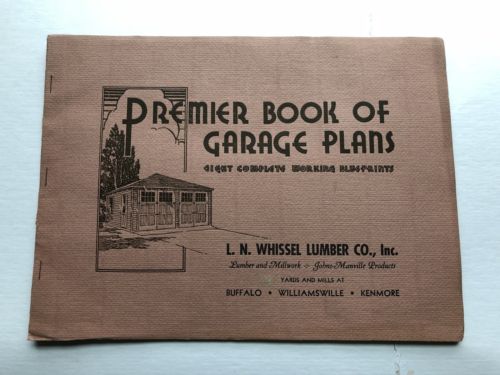 PREMIER BOOK OF
GARAGE PLANS
EIGHT COMPLETE WORKING BLUEPRINTS
L. N. WHISSEL LUMBER CO., Inc.
Lumber and Millwork - Johns-Manville Products
YARDS AND MILLS AT
BUFFALO • WILLIAMSWILLE • KENMORE